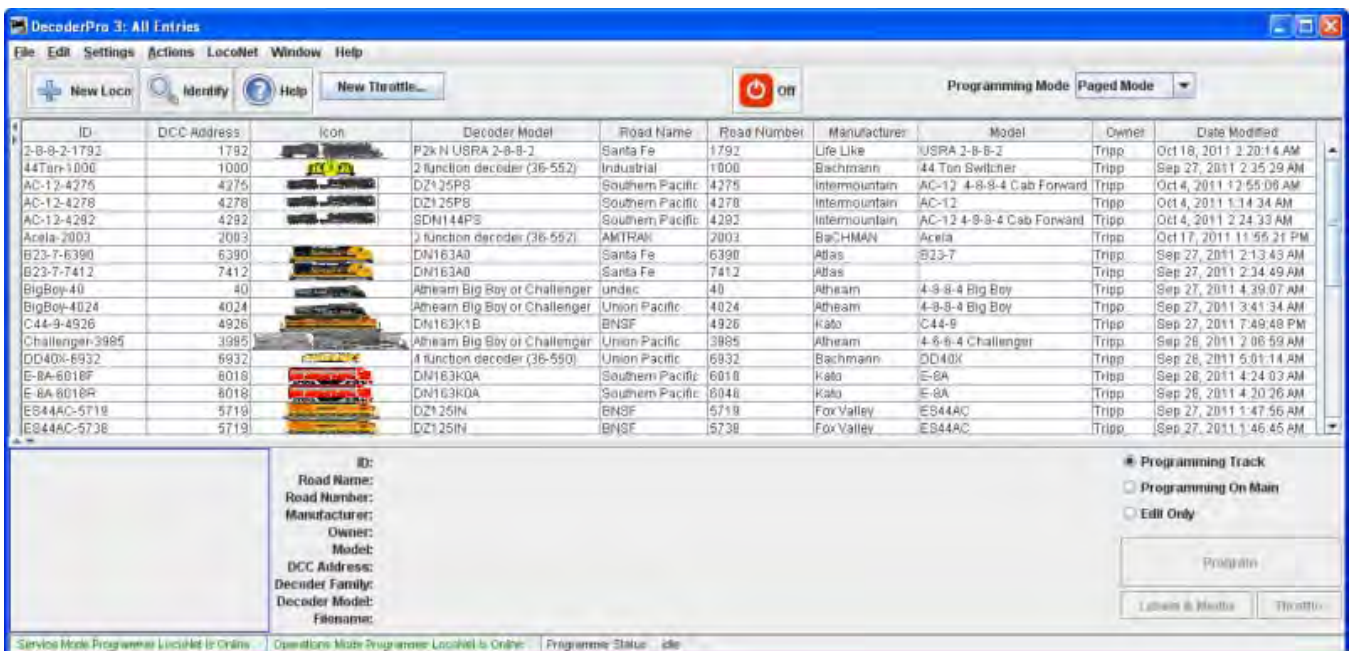 DecoderPro 3: All Entries
File Edit Settings Actions LocoNet Window Help
New Loco Identify Help New Throttle... Off Programming Mode Paged Mode
ID DCC Address Icon Decoder Model Road Name Road Number Manufacturer Model Owner Date Modified
2-8-8-2-1792 1792 P2k N USRA 2-8-8-2 Santa Fe 1792 Life Like USRA 2-8-8-2 Tripp Oct 18, 2011 2:20:14 AM
44Ton-1000 1000 2 function decoder (36-552) Industrial 1000 Bachmann 44 Ton Switcher Tripp Sep 27, 2011 2:35:29 AM
AC-12-4275 4275 DZ125PS Southern Pacific 4275 Intermountain AC-12 4-8-8-4 Cab Forward Tripp Oct 4, 2011 12:55:06 AM
AC-12-4278 4278 DZ125PS Southern Pacific 4278 Intermountain AC-12 Tripp Oct 4, 2011 1:14:34 AM
AC-12-4292 4292 SDN144PS Southern Pacific 4292 Intermountain AC-12 4-8-8-4 Cab Forward Tripp Oct 4, 2011 2:24:33 AM
Acela-2003 2003 2 function decoder (36-552) AMTRAK 2003 BaCHMAN Acela Tripp Oct 17, 2011 11:55:21 PM
B23-7-6390 6390 DN163A0 Santa Fe 6390 Atlas B23-7 Tripp Sep 27, 2011 2:13:43 AM
B23-7-7412 7412 DN163A0 Santa Fe 7412 Atlas Tripp Sep 27, 2011 2:34:49 AM
BigBoy-40 40 Athearn Big Boy or Challenger undec 40 Athearn 4-8-8-4 Big Boy Tripp Sep 27, 2011 4:39:07 AM
BigBoy-4024 4024 Athearn Big Boy or Challenger Union Pacific 4024 Athearn 4-8-8-4 Big Boy Tripp Sep 27, 2011 3:41:34 AM
C44-9-4926 4926 DN163K1B BNSF 4926 Kato C44-9 Tripp Sep 27, 2011 7:49:48 PM
Challenger-3985 3985 Athearn Big Boy or Challenger Union Pacific 3985 Athearn 4-6-6-4 Challenger Tripp Sep 28, 2011 2:06:59 AM
DD40X-6932 6932 4 function decoder (36-550) Union Pacific 6932 Bachmann DD40X Tripp Sep 28, 2011 5:01:14 AM
E-8A-6018F 6018 DN163K0A Southern Pacific 6018 Kato E-8A Tripp Sep 28, 2011 4:24:03 AM
E-8A-6018R 6018 DN163K0A Southern Pacific 6046 Kato E-8A Tripp Sep 28, 2011 4:20:26 AM
ES44AC-5719 5719 DZ125IN BNSF 5719 Fox Valley ES44AC Tripp Sep 27, 2011 1:47:56 AM
ES44AC-5738 5719 DZ125IN BNSF 5738 Fox Valley ES44AC Tripp Sep 27, 2011 1:46:45 AM
ID:
Road Name:
Road Number:
Manufacturer:
Owner:
Model:
DCC Address:
Decoder Family:
Decoder Model:
Filename:
Programming Track
Programming On Main
Edit Only
Program
Labels & Media Throttle
Service Mode Programmer LocoNet is Online Operations Mode Programmer LocoNet is Online Programmer Status idle